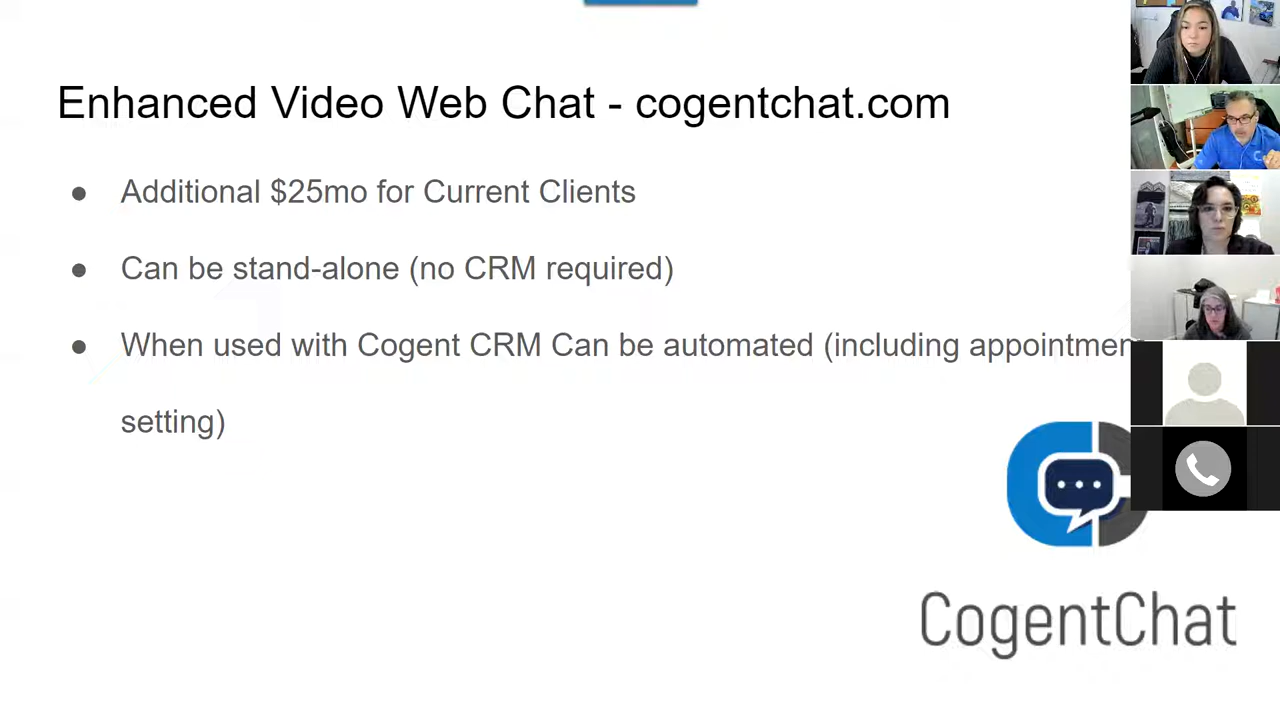 Enhanced Video Web Chat - cogentchat.com
● Additional $25mo for Current Clients
● Can be stand-alone (no CRM required)
● When used with Cogent CRM Can be automated (including appointment
setting)
CogentChat